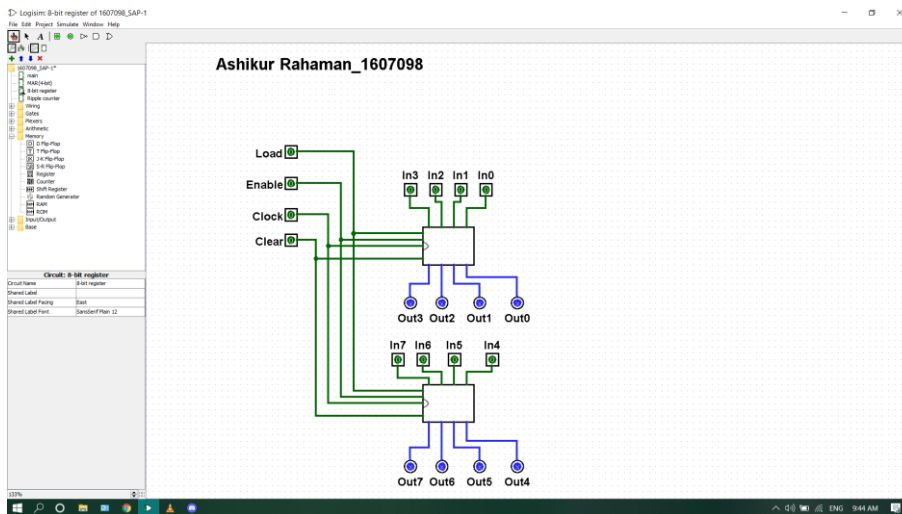 Logisim: 8-bit register of 1607098_SAP-1
File Edit Project Simulate Window Help
1607098_SAP-1*
main
MAR(4-bit)
8-bit register
Ripple counter
Wiring
Gates
Plexers
Arithmetic
Memory
D Flip-Flop
T Flip-Flop
J-K Flip-Flop
S-R Flip-Flop
Register
Counter
Shift Register
Random Generator
RAM
ROM
Input/Output
Base
Circuit: 8-bit register
Circuit Name 8-bit register
Shared Label
Shared Label Facing East
Shared Label Font SansSerif Plain 12
133%
Ashikur Rahaman_1607098
Load
Enable
Clock
Clear
In3 In2 In1 In0
Out3 Out2 Out1 Out0
In7 In6 In5 In4
Out7 Out6 Out5 Out4
ENG 9:44 AM